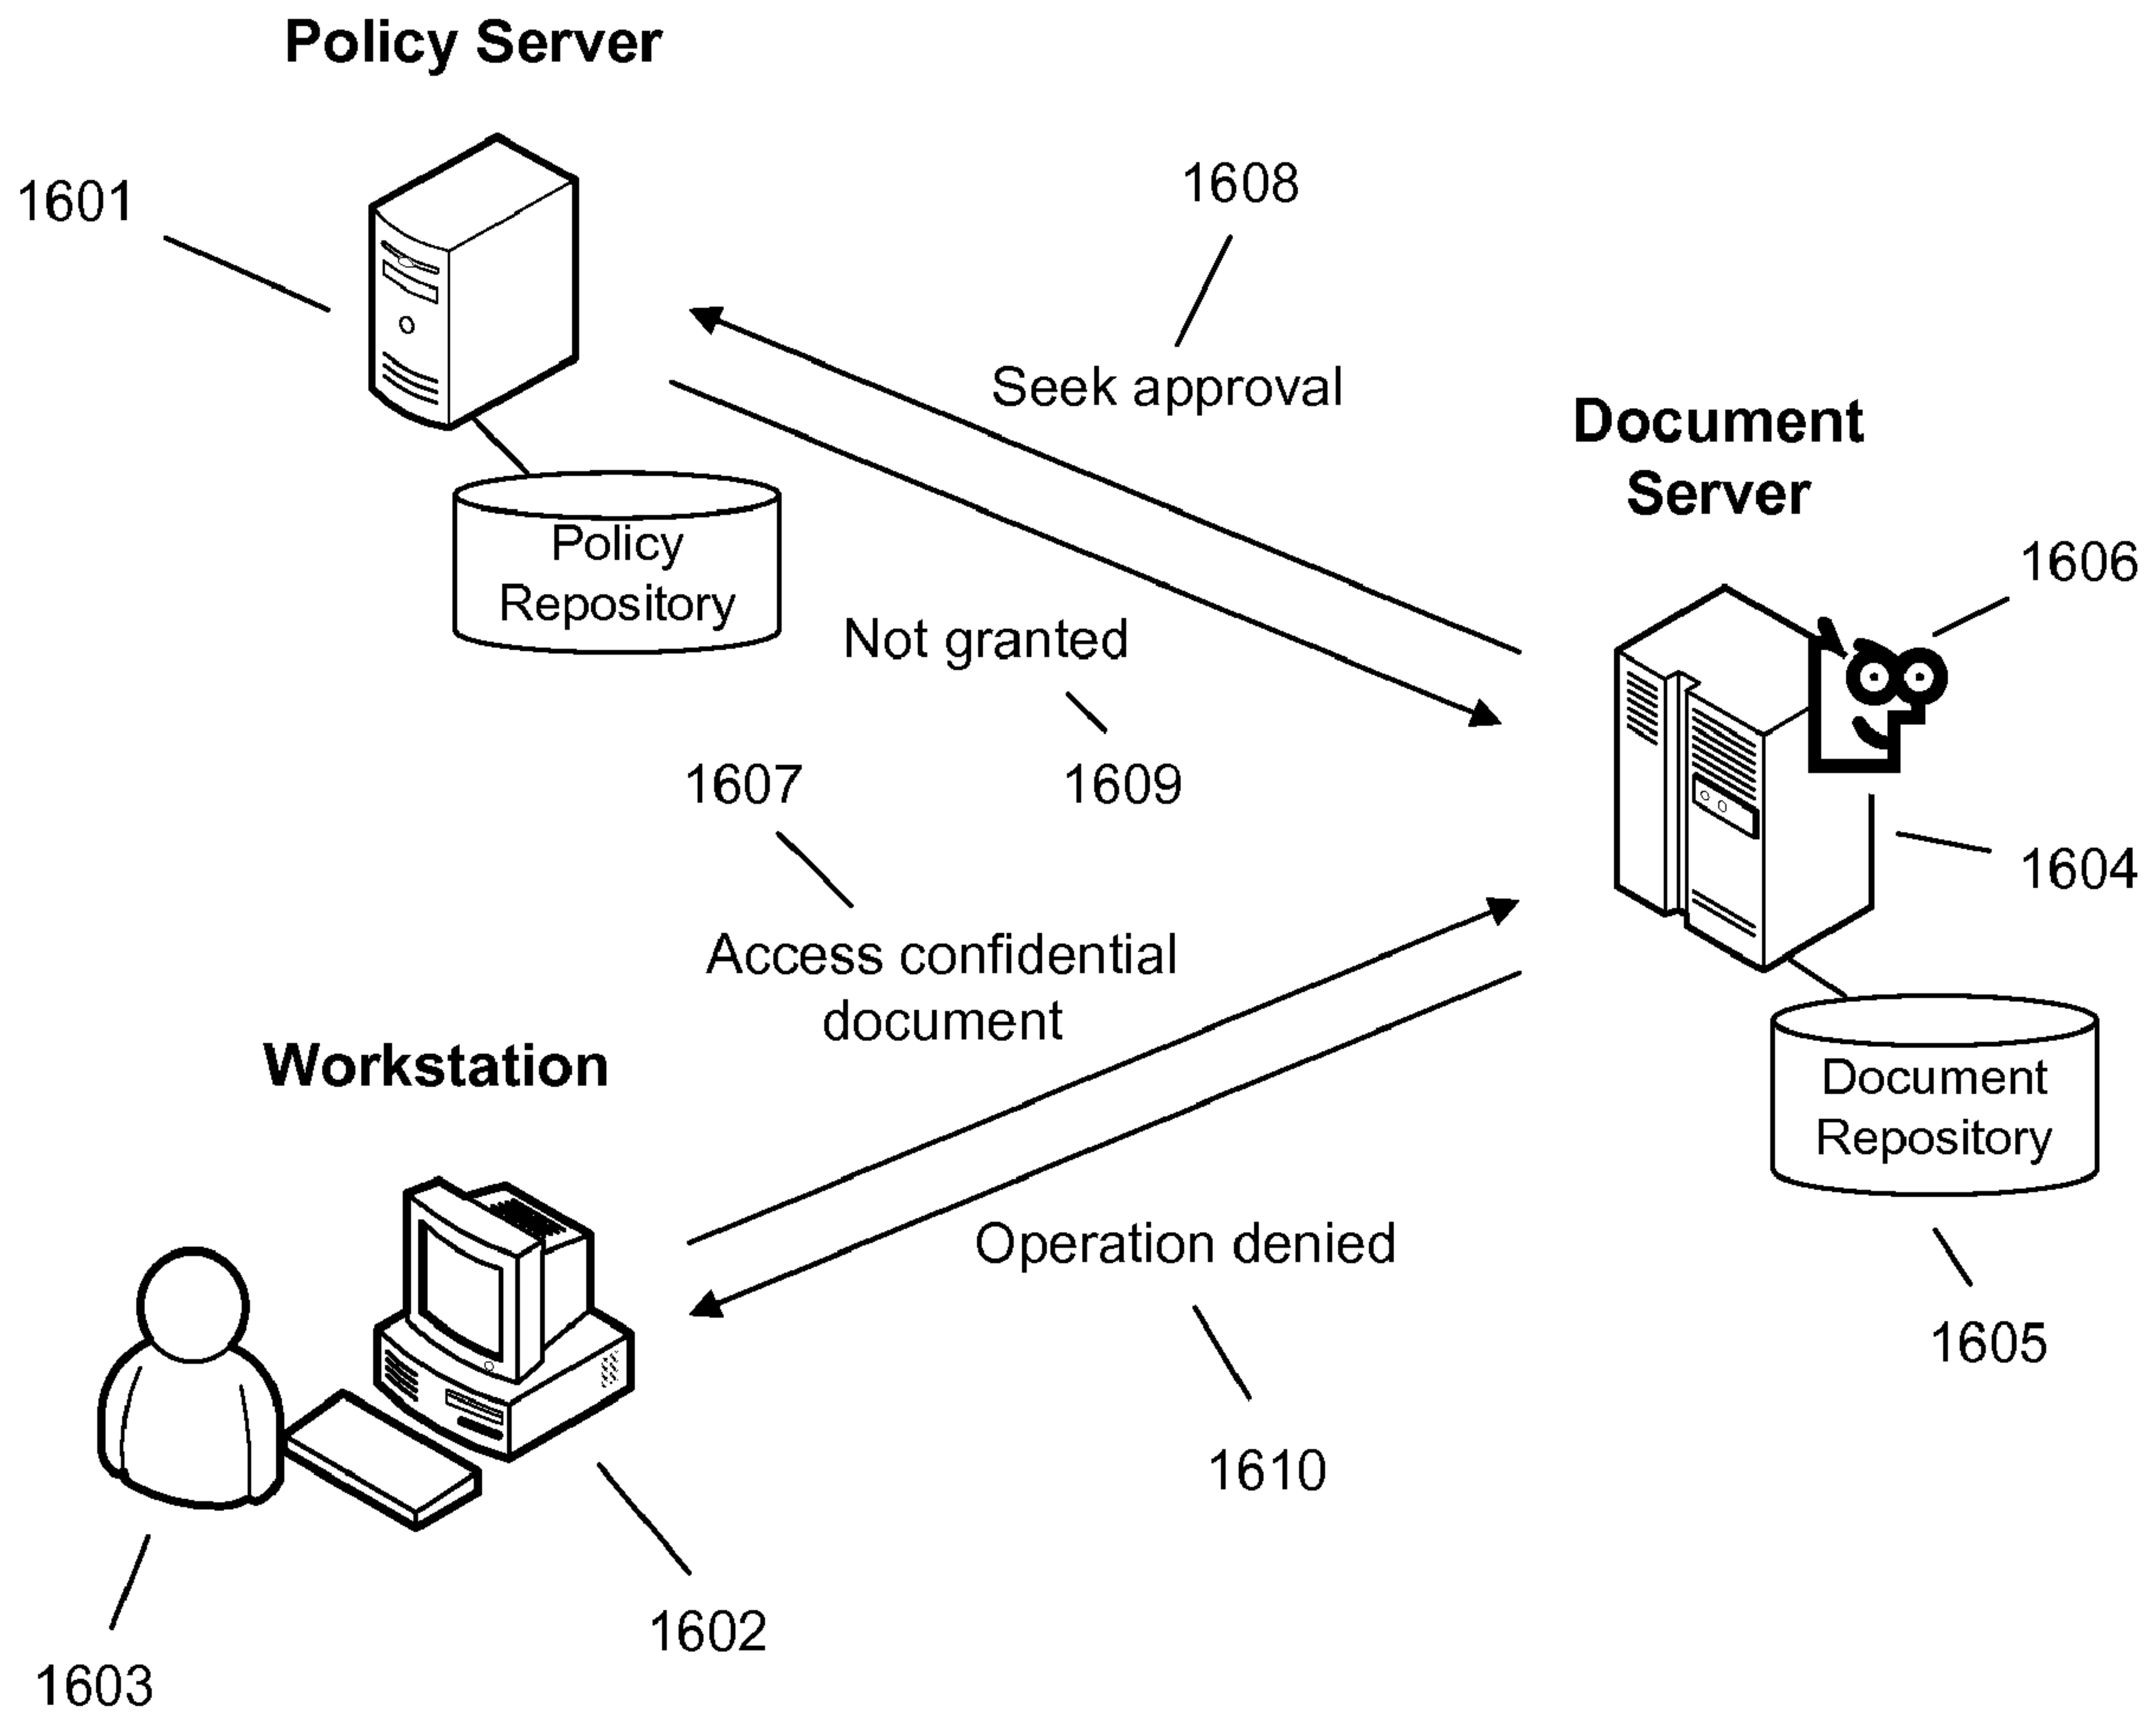 Policy Server
1601
1608
Seek approval
Document
Server
Policy
Repository
1606
Not granted
1607
1609
1604
Access confidential
document
Workstation
Document
Repository
Operation denied
1605
1610
1602
1603